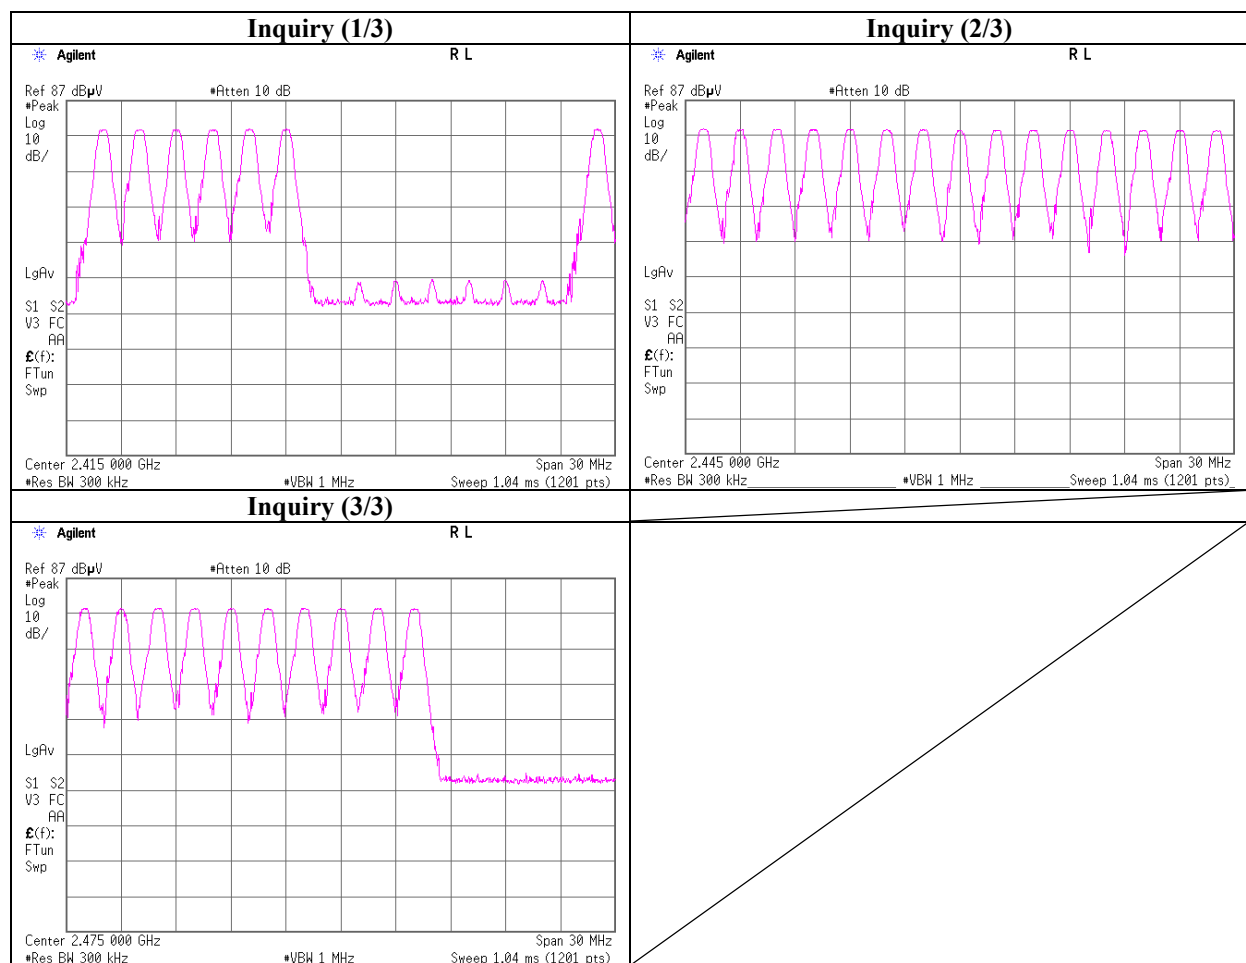 Inquiry (1/3)
Agilent
R L
Ref 87 dBµV
#Atten 10 dB
#Peak
Log
10
dB/
LgAv
S1 S2
V3 FC
AA
£(f):
FTun
Swp
Center 2.415 000 GHz
Span 30 MHz
#Res BW 300 kHz
#VBW 1 MHz
Sweep 1.04 ms (1201 pts)
Inquiry (2/3)
Agilent
R L
Ref 87 dBµV
#Atten 10 dB
#Peak
Log
10
dB/
LgAv
S1 S2
V3 FC
AA
£(f):
FTun
Swp
Center 2.445 000 GHz
Span 30 MHz
#Res BW 300 kHz
#VBW 1 MHz
Sweep 1.04 ms (1201 pts)
Inquiry (3/3)
Agilent
R L
Ref 87 dBµV
#Atten 10 dB
#Peak
Log
10
dB/
LgAv
S1 S2
V3 FC
AA
£(f):
FTun
Swp
Center 2.475 000 GHz
Span 30 MHz
#Res BW 300 kHz
#VBW 1 MHz
Sweep 1.04 ms (1201 pts)